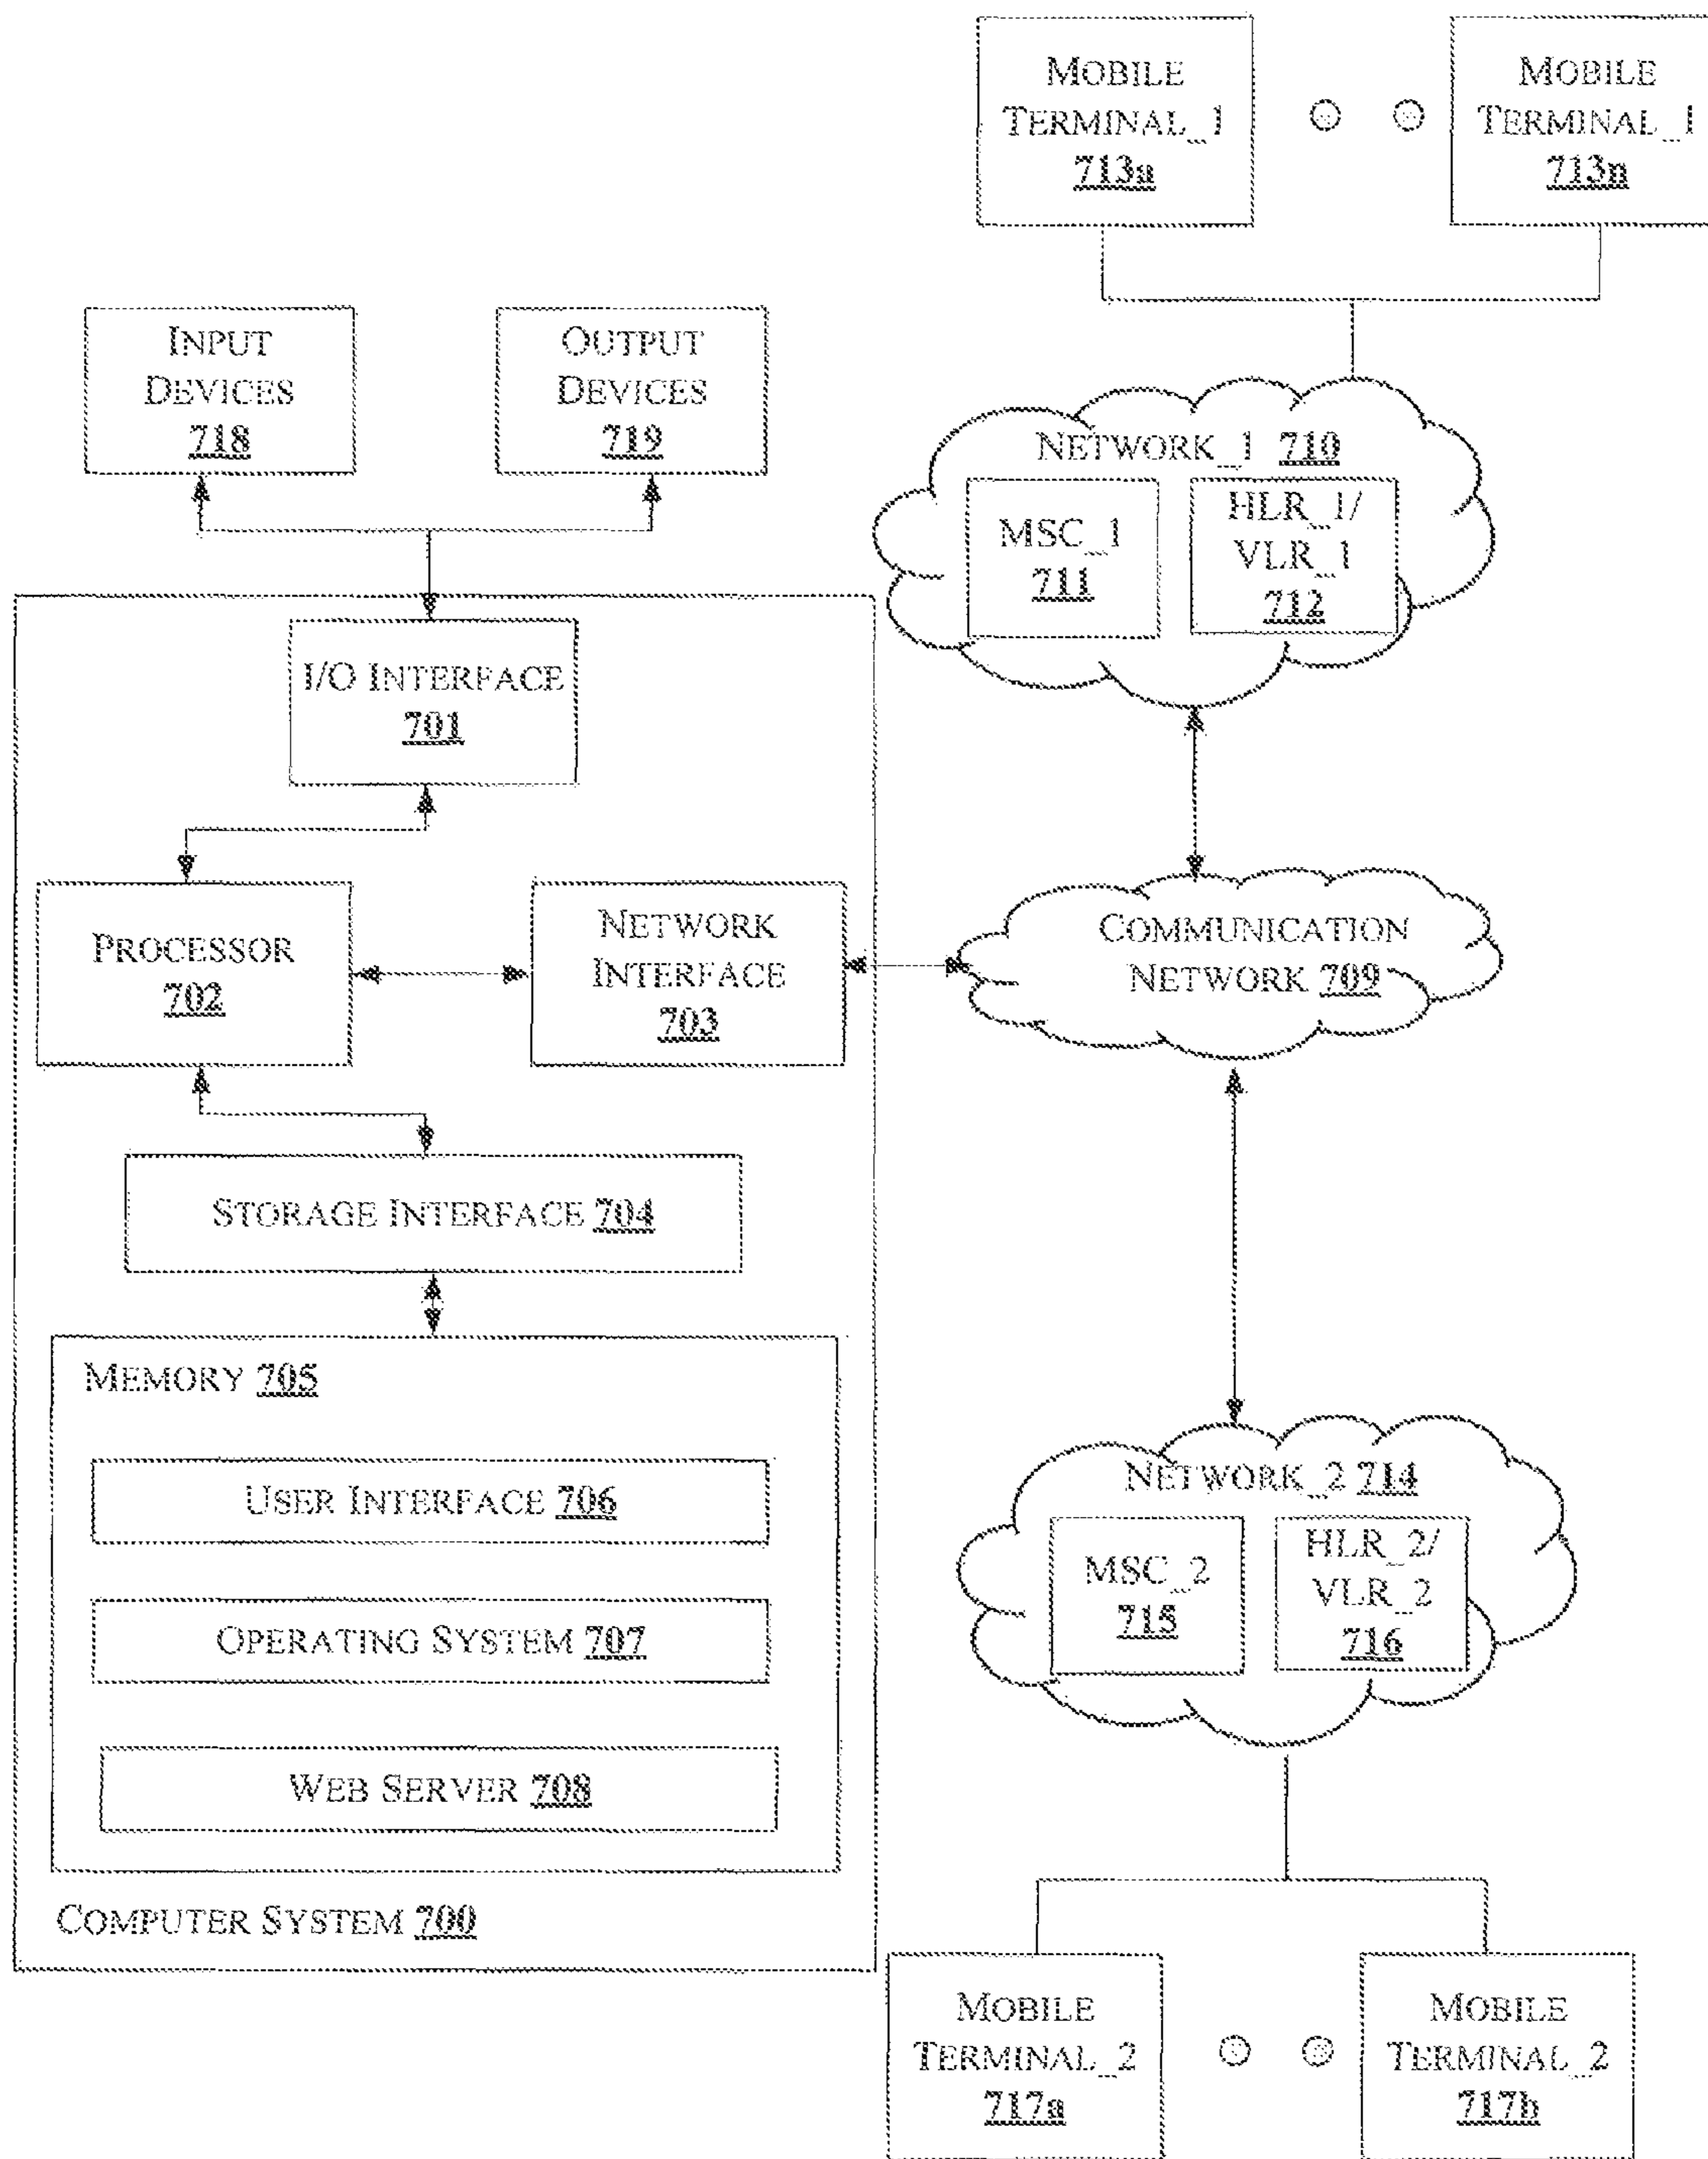 MOBILE
TERMINAL_1
713a
MOBILE
TERMINAL_1
713n
INPUT
DEVICES
718
OUTPUT
DEVICES
719
NETWORK_1 710
MSC_1
711
HLR_1/
VLR_1
712
I/O INTERFACE
701
PROCESSOR
702
NETWORK
INTERFACE
703
COMMUNICATION
NETWORK 709
STORAGE INTERFACE 704
MEMORY 705
USER INTERFACE 706
OPERATING SYSTEM 707
WEB SERVER 708
COMPUTER SYSTEM 700
NETWORK_2 714
MSC_2
715
HLR_2/
VLR_2
716
MOBILE
TERMINAL_2
717a
MOBILE
TERMINAL_2
717b